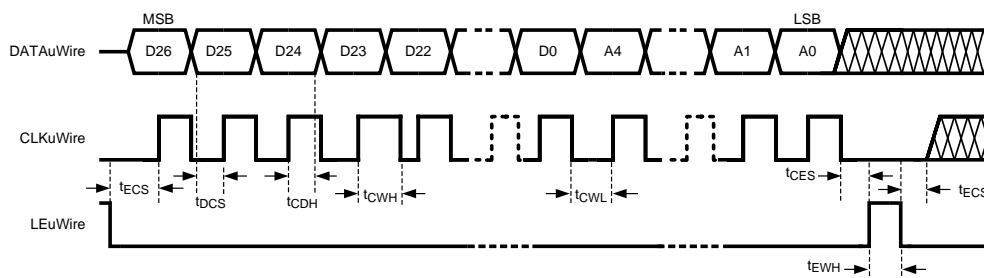 MSB
LSB
DATAuWire
D26
D25
D24
D23
D22
D0
A4
A1
A0
CLKuWire
tECS
tDCS
tCDH
tCWH
tCWL
tCES
tECS
LEuWire
tEWH